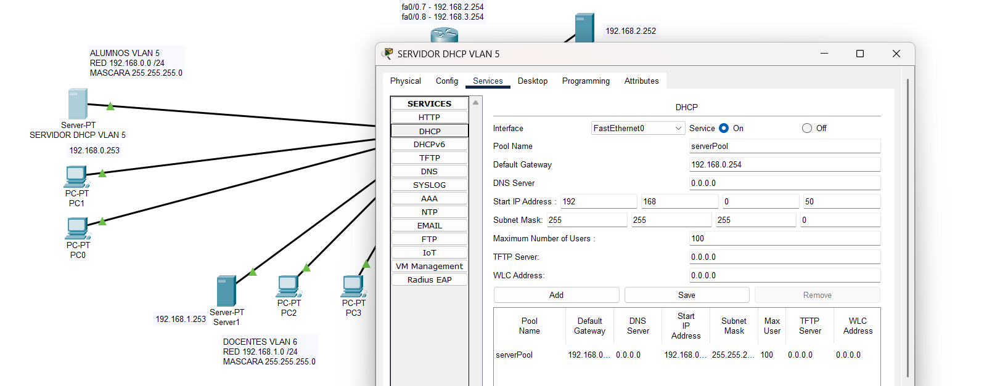 fa0/0.7 - 192.168.2.254
fa0/0.8 - 192.168.3.254
192.168.2.252
ALUMNOS VLAN 5
RED 192.168.0.0 /24
MASCARA 255.255.255.0
Server-PT
SERVIDOR DHCP VLAN 5
192.168.0.253
PC-PT
PC1
PC-PT
PC0
Server-PT
Server1
192.168.1.253
PC-PT
PC2
PC-PT
PC3
DOCENTES VLAN 6
RED 192.168.1.0 /24
MASCARA 255.255.255.0
SERVIDOR DHCP VLAN 5
Physical Config Services Desktop Programming Attributes
SERVICES
HTTP
DHCP
DHCPv6
TFTP
DNS
SYSLOG
AAA
NTP
EMAIL
FTP
IoT
VM Management
Radius EAP
DHCP
Interface FastEthernet0 Service On Off
Pool Name serverPool
Default Gateway 192.168.0.254
DNS Server 0.0.0.0
Start IP Address : 192 168 0 50
Subnet Mask: 255 255 255 0
Maximum Number of Users : 100
TFTP Server: 0.0.0.0
WLC Address: 0.0.0.0
Add Save Remove
Pool Name Default Gateway DNS Server Start IP Address Subnet Mask Max User TFTP Server WLC Address
serverPool 192.168.0... 0.0.0.0 192.168.0... 255.255.2... 100 0.0.0.0 0.0.0.0